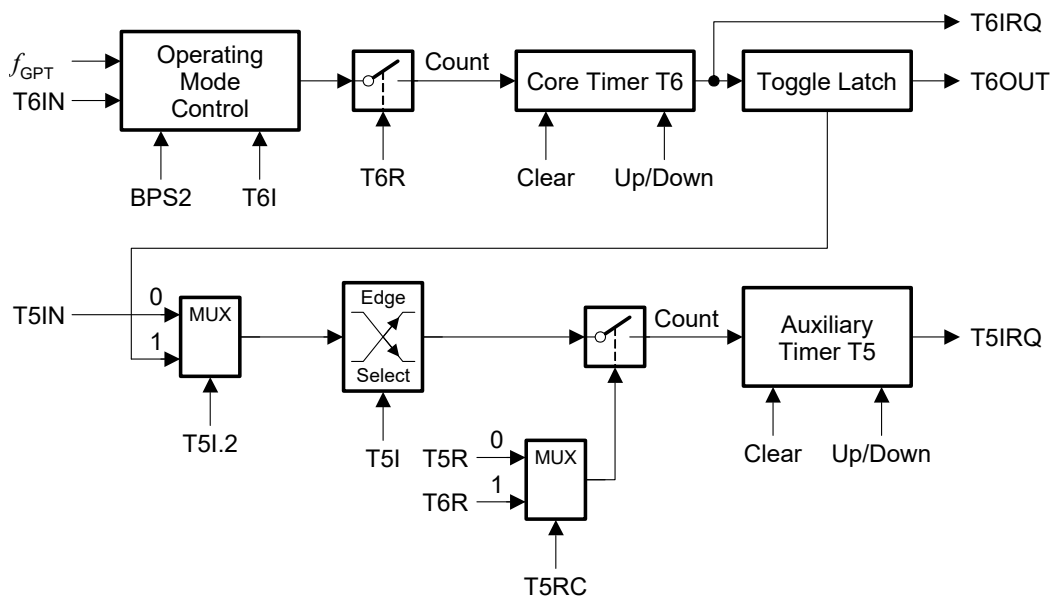 T6IRQ
Operating
Mode
Control
fGPT
T6IN
Count
Core Timer T6
Toggle Latch
T6OUT
BPS2
T6I
T6R
Clear
Up/Down
T5IN
0
1
MUX
T5I.2
Edge
Select
T5I
Count
Auxiliary
Timer T5
T5IRQ
Clear
Up/Down
T5R
0
T6R
1
MUX
T5RC